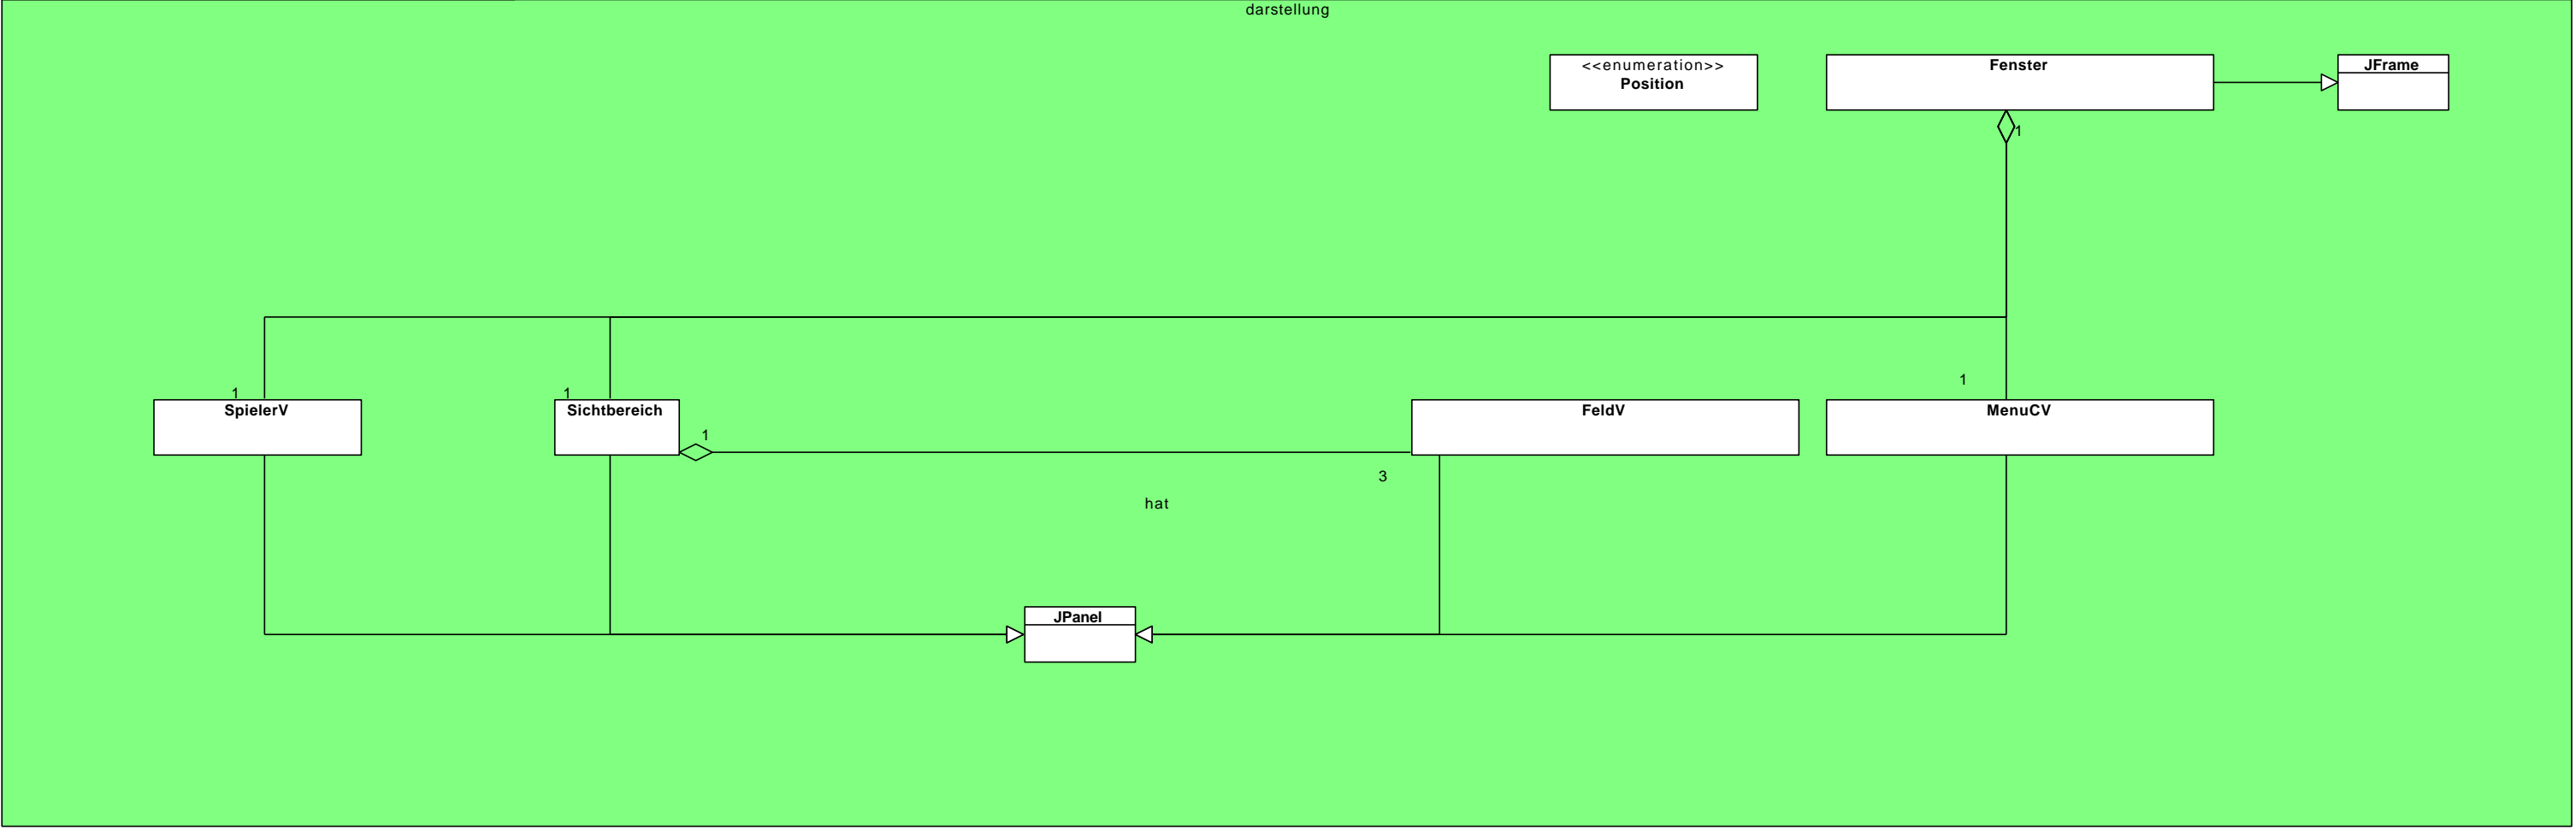 darstellung
<<enumeration>>
Position
Fenster
JFrame
1
1
1
1
SpielerV
Sichtbereich
FeldV
MenuCV
1
3
hat
JPanel